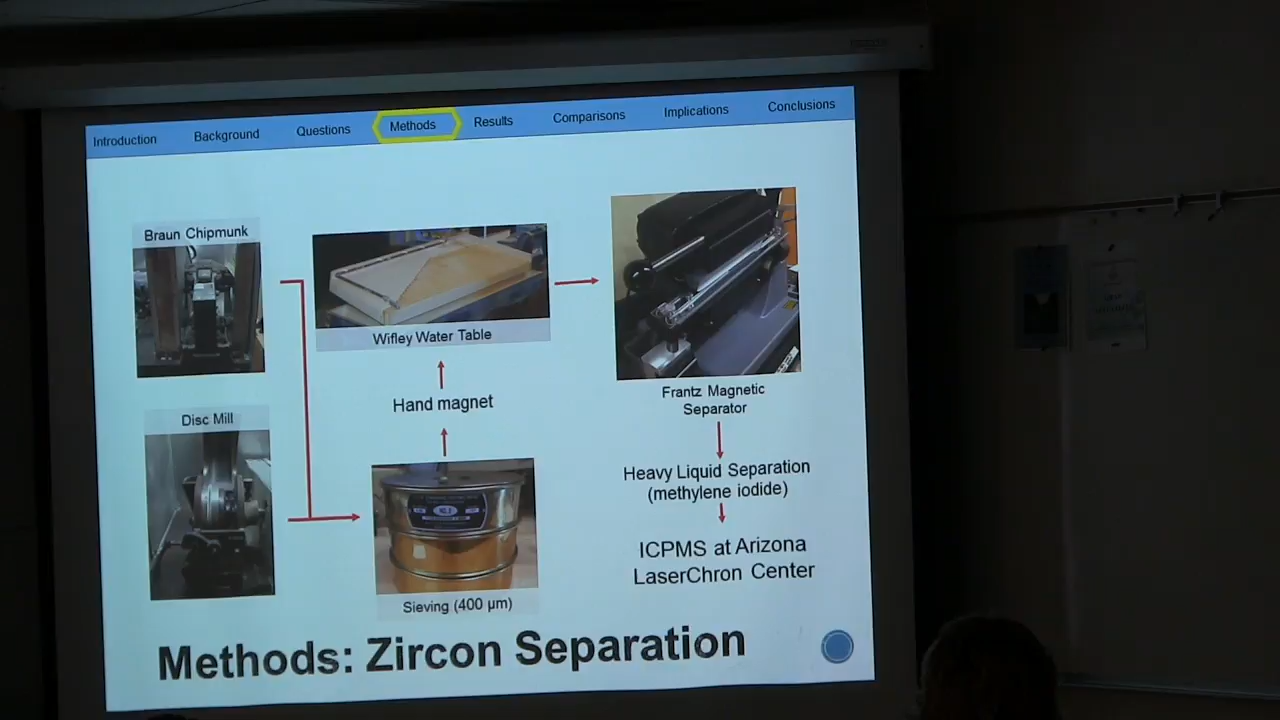 Introduction
Background
Questions
Methods
Results
Comparisons
Implications
Conclusions
Braun Chipmunk
Wifley Water Table
Frantz Magnetic
Separator
Hand magnet
Disc Mill
Sieving (400 µm)
Heavy Liquid Separation
(methylene iodide)
ICPMS at Arizona
LaserChron Center
Methods: Zircon Separation